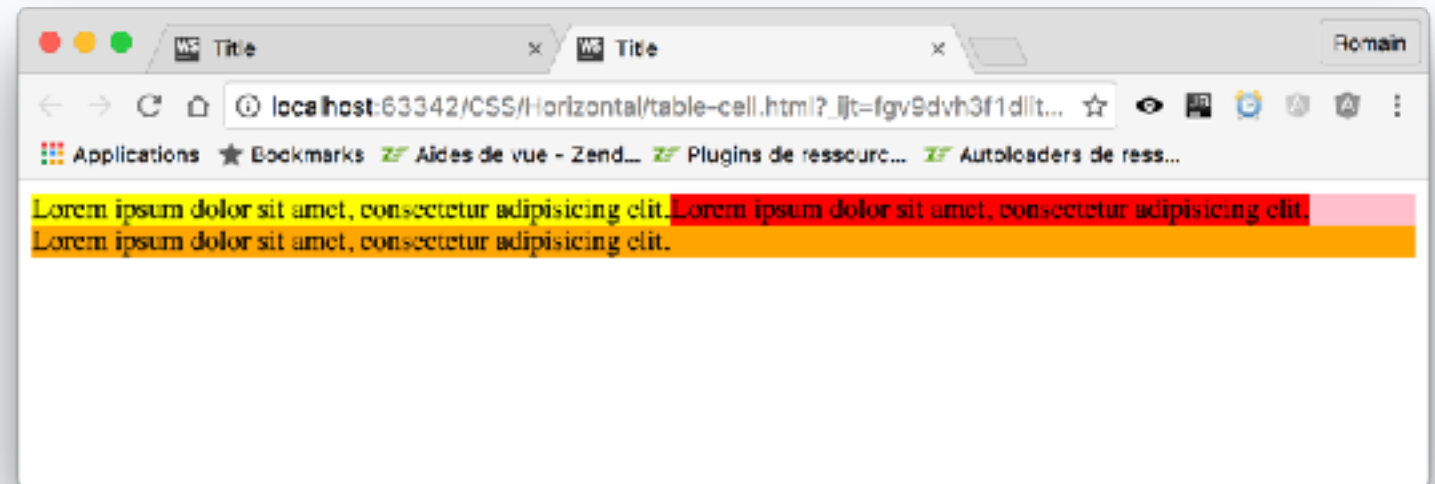 Title × Title × Romain
localhost:63342/CSS/Horizontal/table-cell.html?_ijt=fgv9dvh3f1dlit...
Applications Bookmarks Aides de vue - Zend... Plugins de ressourc... Autoloaders de ress...
Lorem ipsum dolor sit amet, consectetur adipisicing elit.Lorem ipsum dolor sit amet, consectetur adipisicing elit.
Lorem ipsum dolor sit amet, consectetur adipisicing elit.